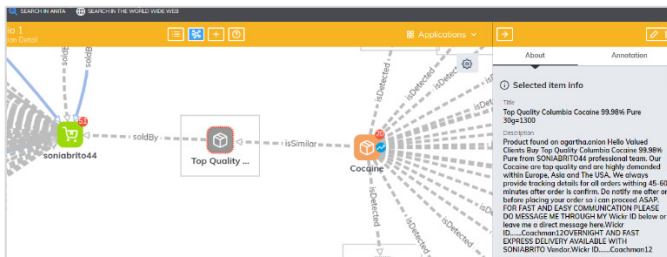 SEARCH IN ANITA
SEARCH IN THE WORLD WIDE WEB
io 1
on Detail
Applications
isDetected
isDetected
isDetected
isDetected
soldBy
soldBy
isSimilar
51
soniabrito44
Top Quality ...
Cocaine
About
Annotation
Selected item info
Title
Top Quality Columbia Cocaine 99.98% Pure
30g=1300
Description
Product found on agartha.onion Hello Valued
Clients Buy Top Quality Columbia Cocaine 99.98%
Pure from SONIABRITO44 professional team. Our
Cocaine are top quality and are highly demanded
within Europe, Asia and The USA. We always
provide tracking details for all orders withing 45-60
minutes after order is confirm. Do notify me after or
before placing your order so i can proceed ASAP.
FOR FAST AND EASY COMMUNICATION PLEASE
DO MESSAGE ME THROUGH MY Wickr ID below or
leave me a direct message here.Wickr
ID......Coachman12OVERNIGHT AND FAST
EXPRESS DELIVERY AVAILABLE WITH
SONIABRITO Vendor.Wickr ID......Coachman12